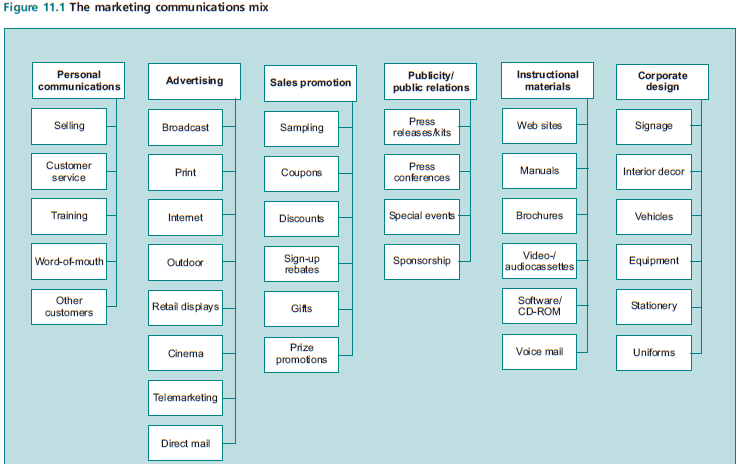 Figure 11.1 The marketing communications mix
Personal
communications
Selling
Customer
service
Training
Word-of-mouth
Other
customers
Advertising
Broadcast
Print
Internet
Outdoor
Retail displays
Cinema
Telemarketing
Direct mail
Sales promotion
Sampling
Coupons
Discounts
Sign-up
rebates
Gifts
Prize
promotions
Publicity/
public relations
Press
releases/kits
Press
conferences
Special events
Sponsorship
Instructional
materials
Web sites
Manuals
Brochures
Video-/
audiocassettes
Software/
CD-ROM
Voice mail
Corporate
design
Signage
Interior decor
Vehicles
Equipment
Stationery
Uniforms